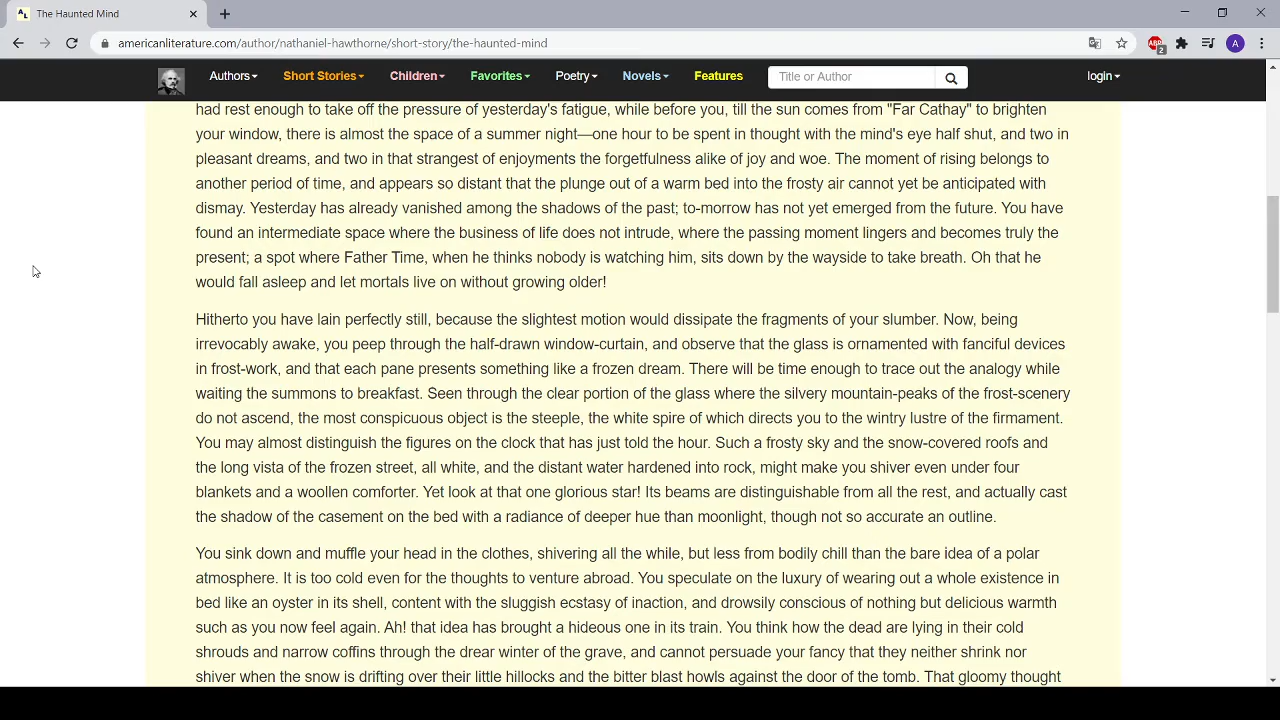 The Haunted Mind
americanliterature.com/author/nathaniel-hawthorne/short-story/the-haunted-mind
Authors Short Stories Children Favorites Poetry Novels Features Title or Author login
had rest enough to take off the pressure of yesterday's fatigue, while before you, till the sun comes from "Far Cathay" to brighten
your window, there is almost the space of a summer night—one hour to be spent in thought with the mind's eye half shut, and two in
pleasant dreams, and two in that strangest of enjoyments the forgetfulness alike of joy and woe. The moment of rising belongs to
another period of time, and appears so distant that the plunge out of a warm bed into the frosty air cannot yet be anticipated with
dismay. Yesterday has already vanished among the shadows of the past; to-morrow has not yet emerged from the future. You have
found an intermediate space where the business of life does not intrude, where the passing moment lingers and becomes truly the
present; a spot where Father Time, when he thinks nobody is watching him, sits down by the wayside to take breath. Oh that he
would fall asleep and let mortals live on without growing older!
Hitherto you have lain perfectly still, because the slightest motion would dissipate the fragments of your slumber. Now, being
irrevocably awake, you peep through the half-drawn window-curtain, and observe that the glass is ornamented with fanciful devices
in frost-work, and that each pane presents something like a frozen dream. There will be time enough to trace out the analogy while
waiting the summons to breakfast. Seen through the clear portion of the glass where the silvery mountain-peaks of the frost-scenery
do not ascend, the most conspicuous object is the steeple, the white spire of which directs you to the wintry lustre of the firmament.
You may almost distinguish the figures on the clock that has just told the hour. Such a frosty sky and the snow-covered roofs and
the long vista of the frozen street, all white, and the distant water hardened into rock, might make you shiver even under four
blankets and a woollen comforter. Yet look at that one glorious star! Its beams are distinguishable from all the rest, and actually cast
the shadow of the casement on the bed with a radiance of deeper hue than moonlight, though not so accurate an outline.
You sink down and muffle your head in the clothes, shivering all the while, but less from bodily chill than the bare idea of a polar
atmosphere. It is too cold even for the thoughts to venture abroad. You speculate on the luxury of wearing out a whole existence in
bed like an oyster in its shell, content with the sluggish ecstasy of inaction, and drowsily conscious of nothing but delicious warmth
such as you now feel again. Ah! that idea has brought a hideous one in its train. You think how the dead are lying in their cold
shrouds and narrow coffins through the drear winter of the grave, and cannot persuade your fancy that they neither shrink nor
shiver when the snow is drifting over their little hillocks and the bitter blast howls against the door of the tomb. That gloomy thought